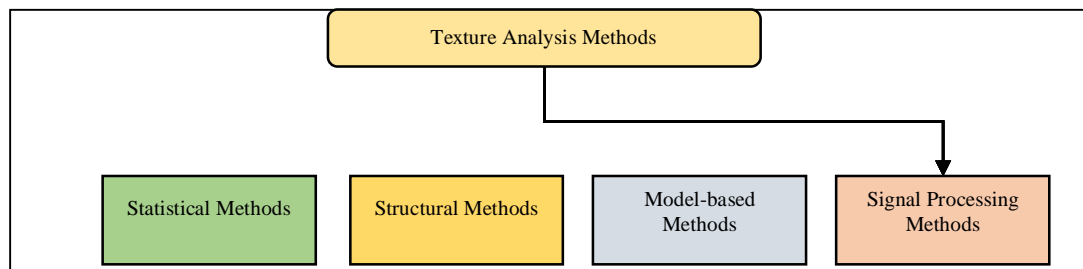 Texture Analysis Methods
Statistical Methods
Structural Methods
Model-based
Methods
Signal Processing
Methods